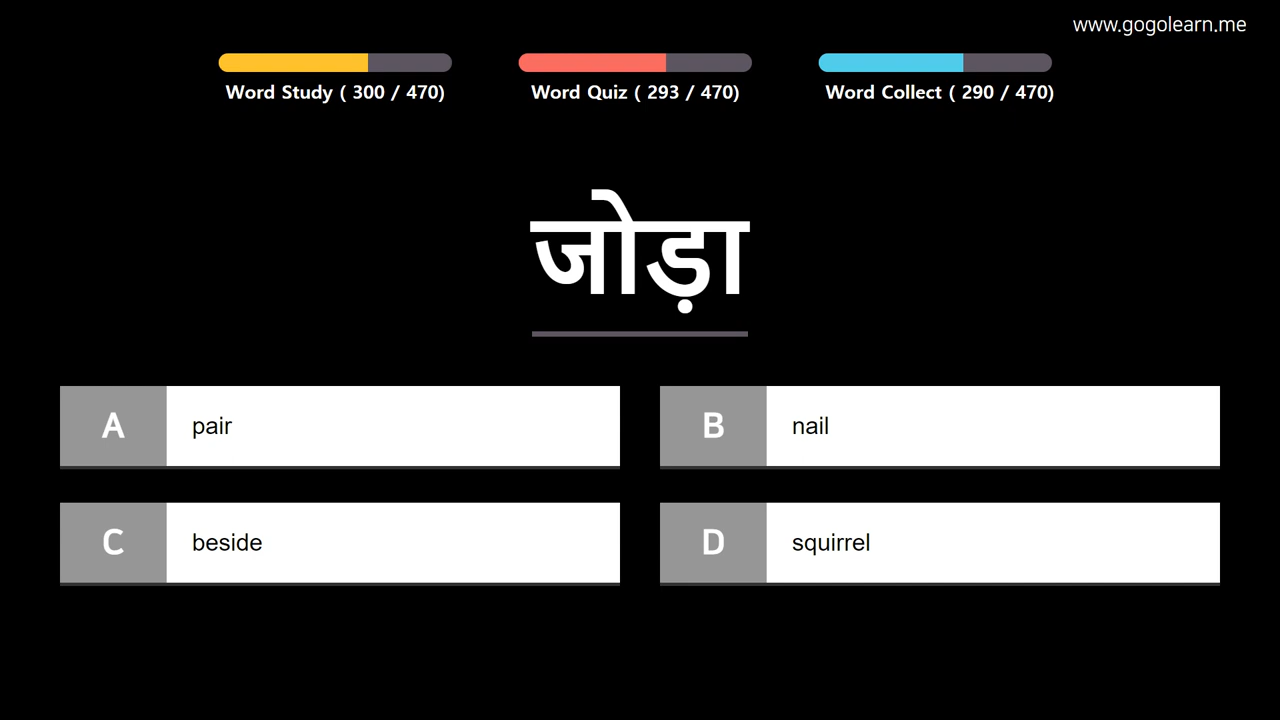 www.gogolearn.me
Word Study ( 300 / 470)
Word Quiz ( 293 / 470)
Word Collect ( 290 / 470)
जोड़ा
A pair
B nail
C beside
D squirrel